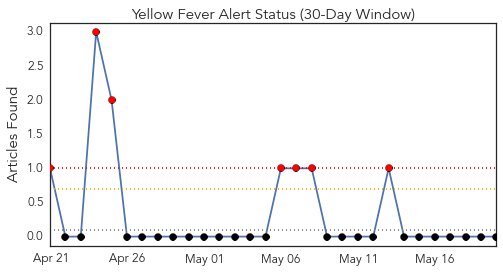 Yellow Fever Alert Status (30-Day Window)
Articles Found
3.0
2.5
2.0
1.5
1.0
0.5
0.0
Apr 21 Apr 26 May 01 May 06 May 11 May 16